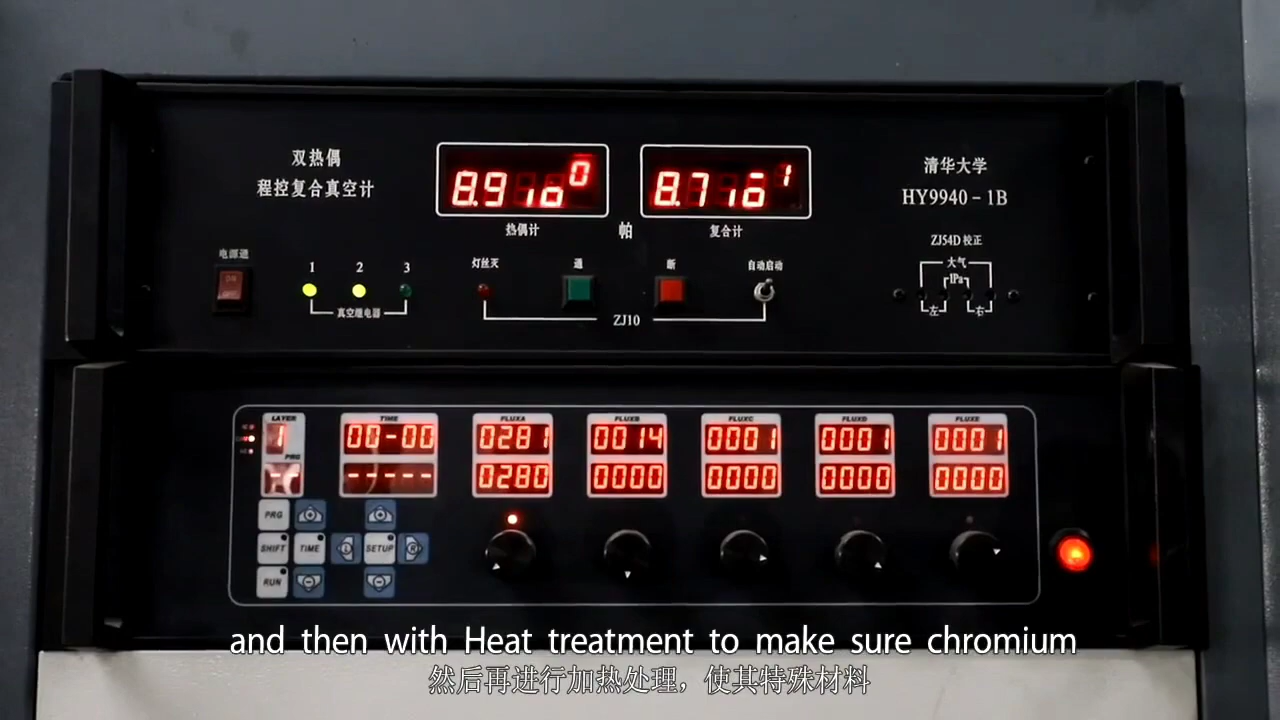 双热偶
程控复合真空计
8.910 0
8.710 1
清华大学
HY9940-1B
热偶计
帕
复合计
ZJ54D 校正
大气
1Pa
左 右
电源通
1 2 3
真空继电器
灯丝灭
通
断
自动启动
ZJ10
LAYER
1
PRG
--
TIME
00-00
-----
FLUXA
0281
0280
FLUXB
0014
0000
FLUXC
0001
0000
FLUXD
0001
0000
FLUXE
0001
0000
PRG
SHIFT TIME L SETUP R
RUN
and then with Heat treatment to make sure chromium
然后再进行加热处理，使其特殊材料